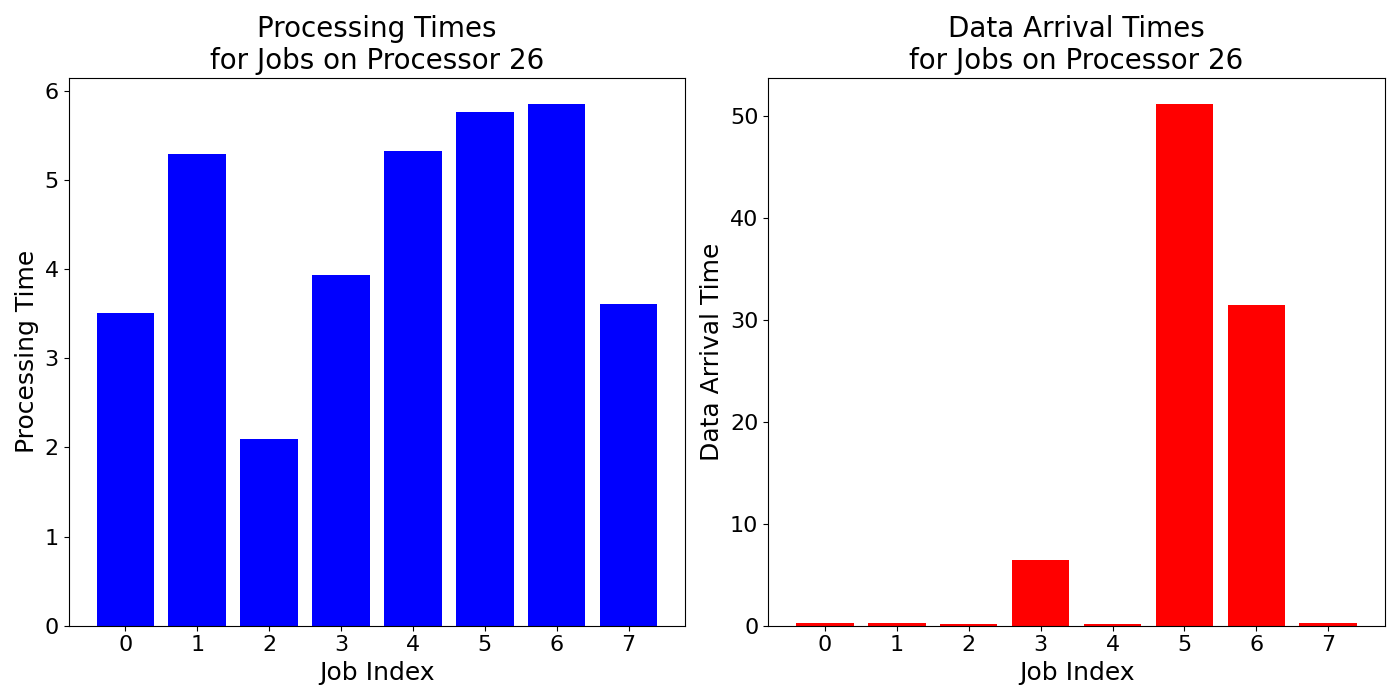 Processing Times
for Jobs on Processor 26
Processing Time
6
5
4
3
2
1
0
0 1 2 3 4 5 6 7
Job Index
Data Arrival Times
for Jobs on Processor 26
Data Arrival Time
50
40
30
20
10
0
0 1 2 3 4 5 6 7
Job Index